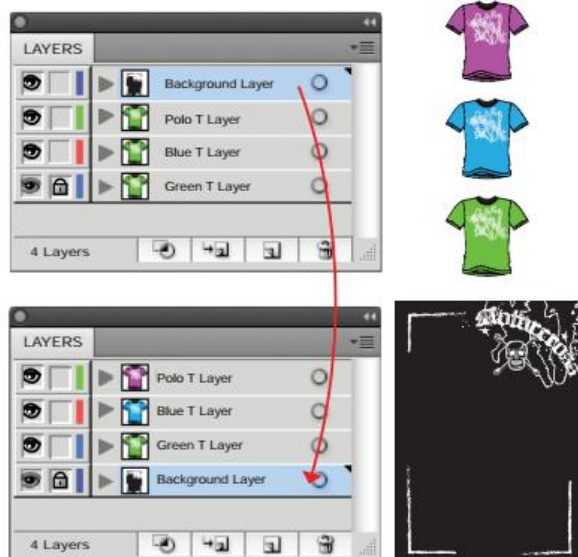 LAYERS
Background Layer
Polo T Layer
Blue T Layer
Green T Layer
4 Layers
LAYERS
Polo T Layer
Blue T Layer
Green T Layer
Background Layer
4 Layers
Motocross